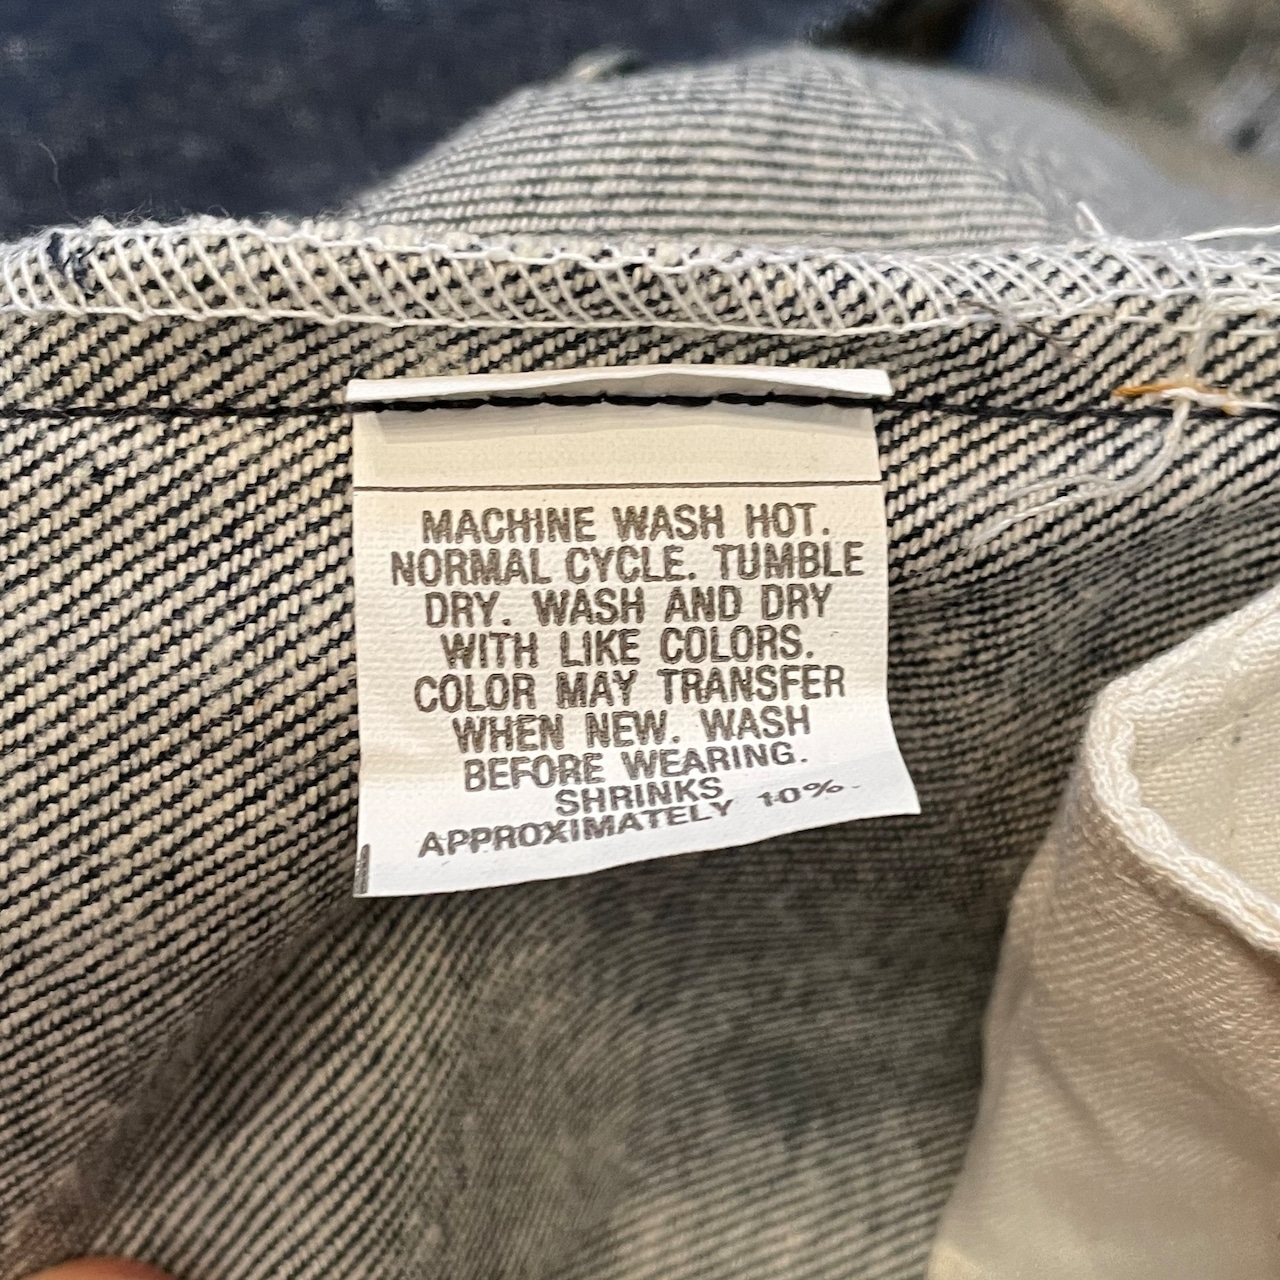 MACHINE WASH HOT.
NORMAL CYCLE. TUMBLE
DRY. WASH AND DRY
WITH LIKE COLORS.
COLOR MAY TRANSFER
WHEN NEW. WASH
BEFORE WEARING.
SHRINKS
APPROXIMATELY 10%.